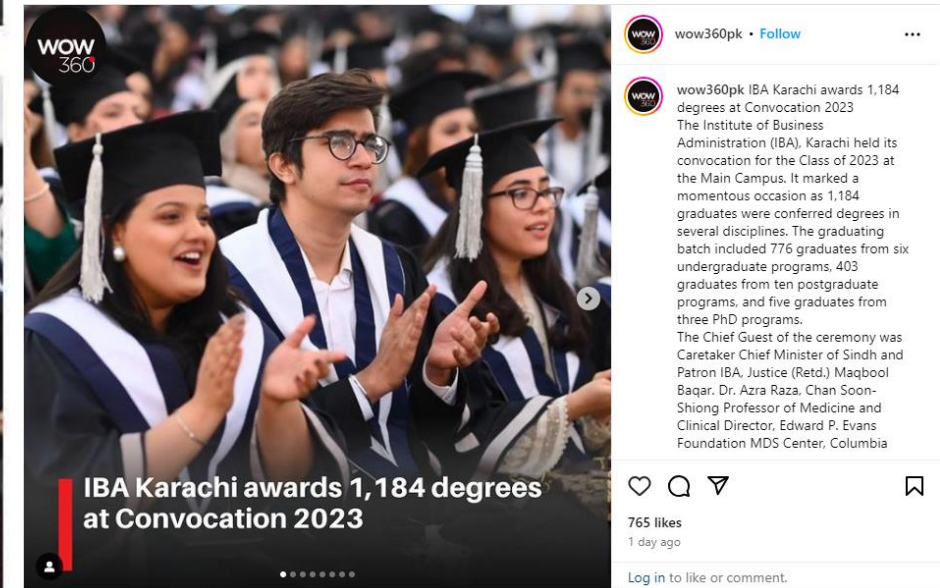 WOW
360
IBA Karachi awards 1,184 degrees
at Convocation 2023
wow360pk • Follow
wow360pk IBA Karachi awards 1,184
degrees at Convocation 2023
The Institute of Business
Administration (IBA), Karachi held its
convocation for the Class of 2023 at
the Main Campus. It marked a
momentous occasion as 1,184
graduates were conferred degrees in
several disciplines. The graduating
batch included 776 graduates from six
undergraduate programs, 403
graduates from ten postgraduate
programs, and five graduates from
three PhD programs.
The Chief Guest of the ceremony was
Caretaker Chief Minister of Sindh and
Patron IBA, Justice (Retd.) Maqbool
Baqar. Dr. Azra Raza, Chan Soon-
Shiong Professor of Medicine and
Clinical Director, Edward P. Evans
Foundation MDS Center, Columbia
765 likes
1 day ago
Log in to like or comment.